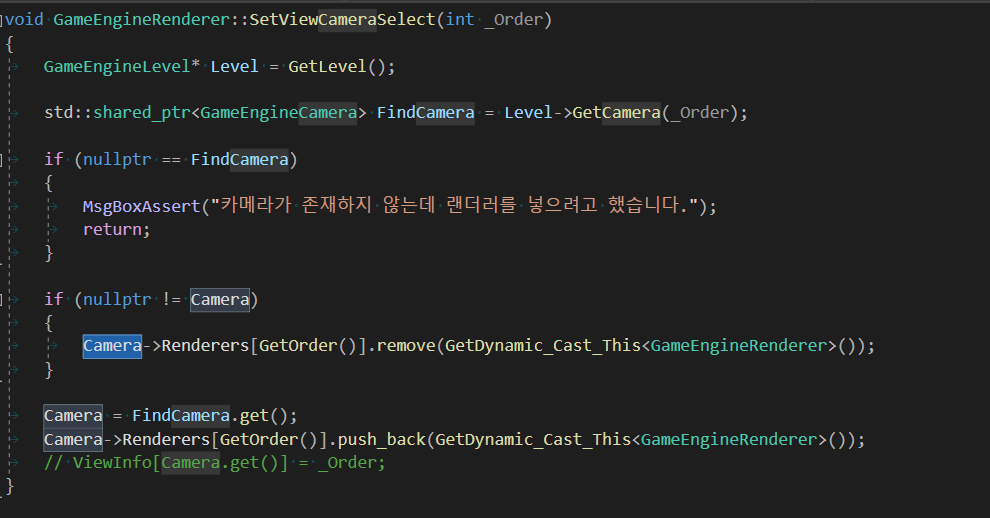 void GameEngineRenderer::SetViewCameraSelect(int _Order)
{
GameEngineLevel* Level = GetLevel();
std::shared_ptr<GameEngineCamera> FindCamera = Level->GetCamera(_Order);
if (nullptr == FindCamera)
{
MsgBoxAssert("카메라가 존재하지 않는데 랜더러를 넣으려고 했습니다.");
return;
}
if (nullptr != Camera)
{
Camera->Renderers[GetOrder()].remove(GetDynamic_Cast_This<GameEngineRenderer>());
}
Camera = FindCamera.get();
Camera->Renderers[GetOrder()].push_back(GetDynamic_Cast_This<GameEngineRenderer>());
// ViewInfo[Camera.get()] = _Order;
}